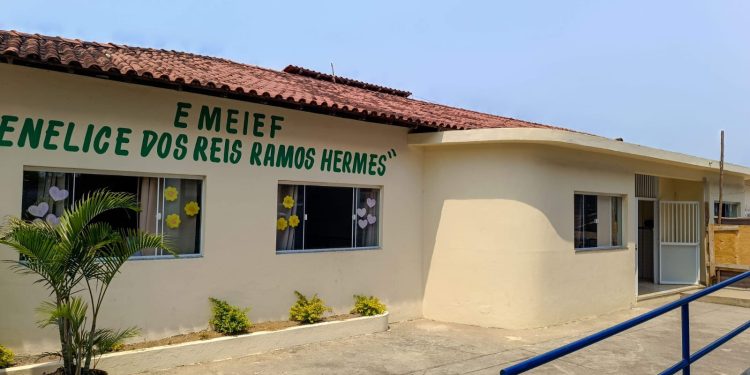 EMEIEF
ENELICE DOS REIS RAMOS HERMES"